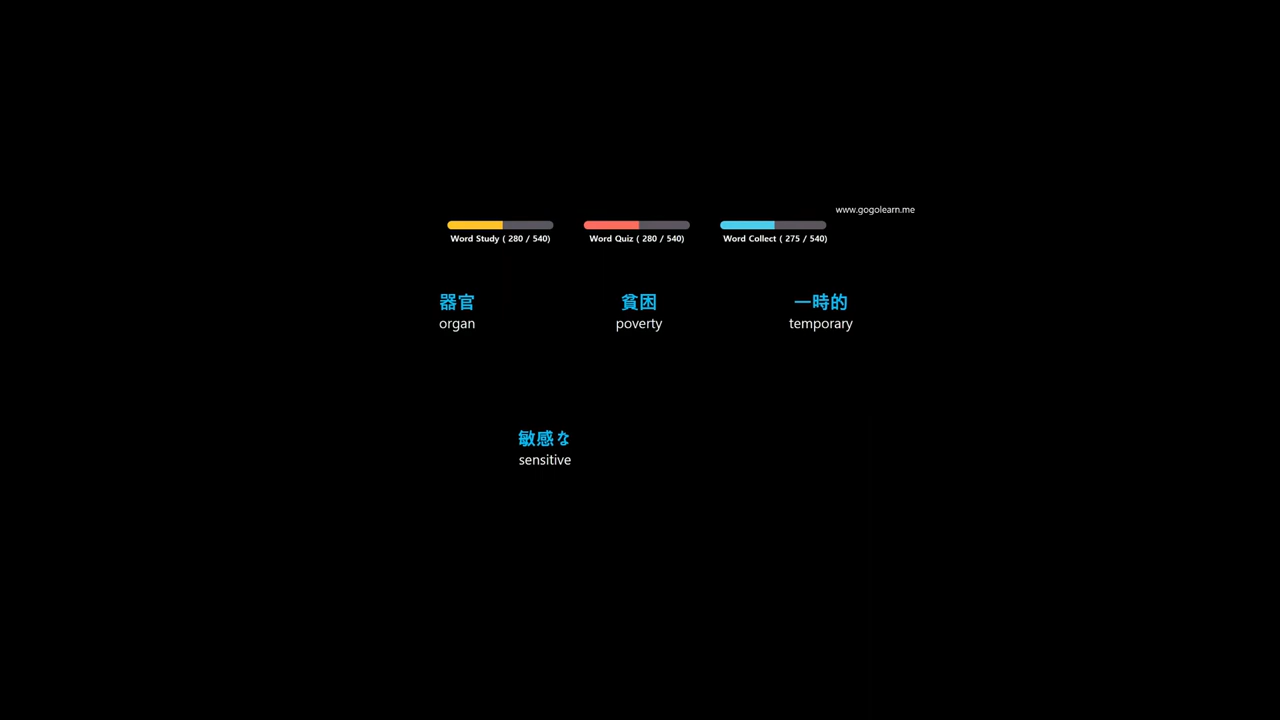 www.gogolearn.me
Word Study ( 280 / 540)
Word Quiz ( 280 / 540)
Word Collect ( 275 / 540)
器官
organ
貧困
poverty
一時的
temporary
敏感な
sensitive